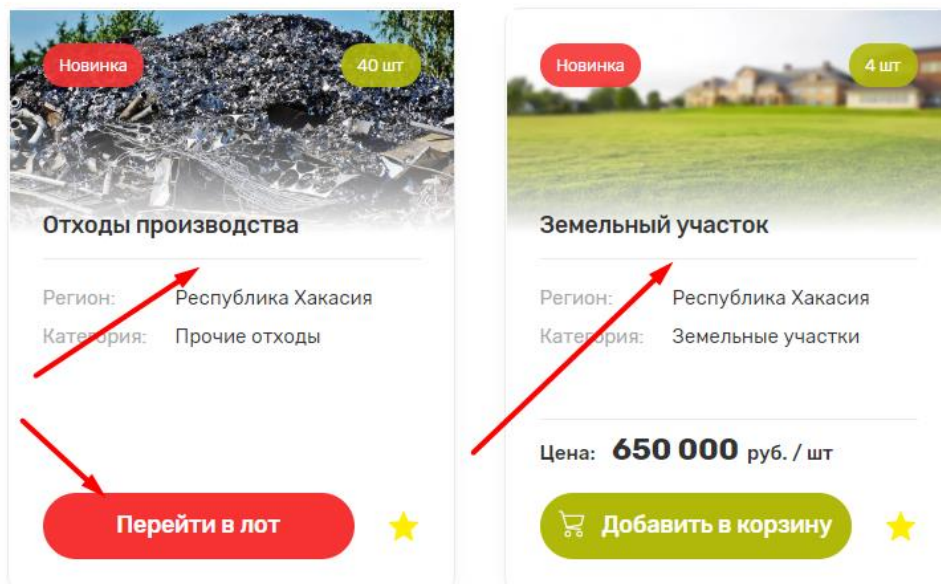 Новинка
40 шт
Отходы производства
Регион: Республика Хакасия
Категория: Прочие отходы
Перейти в лот
Новинка
4 шт
Земельный участок
Регион: Республика Хакасия
Категория: Земельные участки
Цена: 650 000 руб. / шт
Добавить в корзину